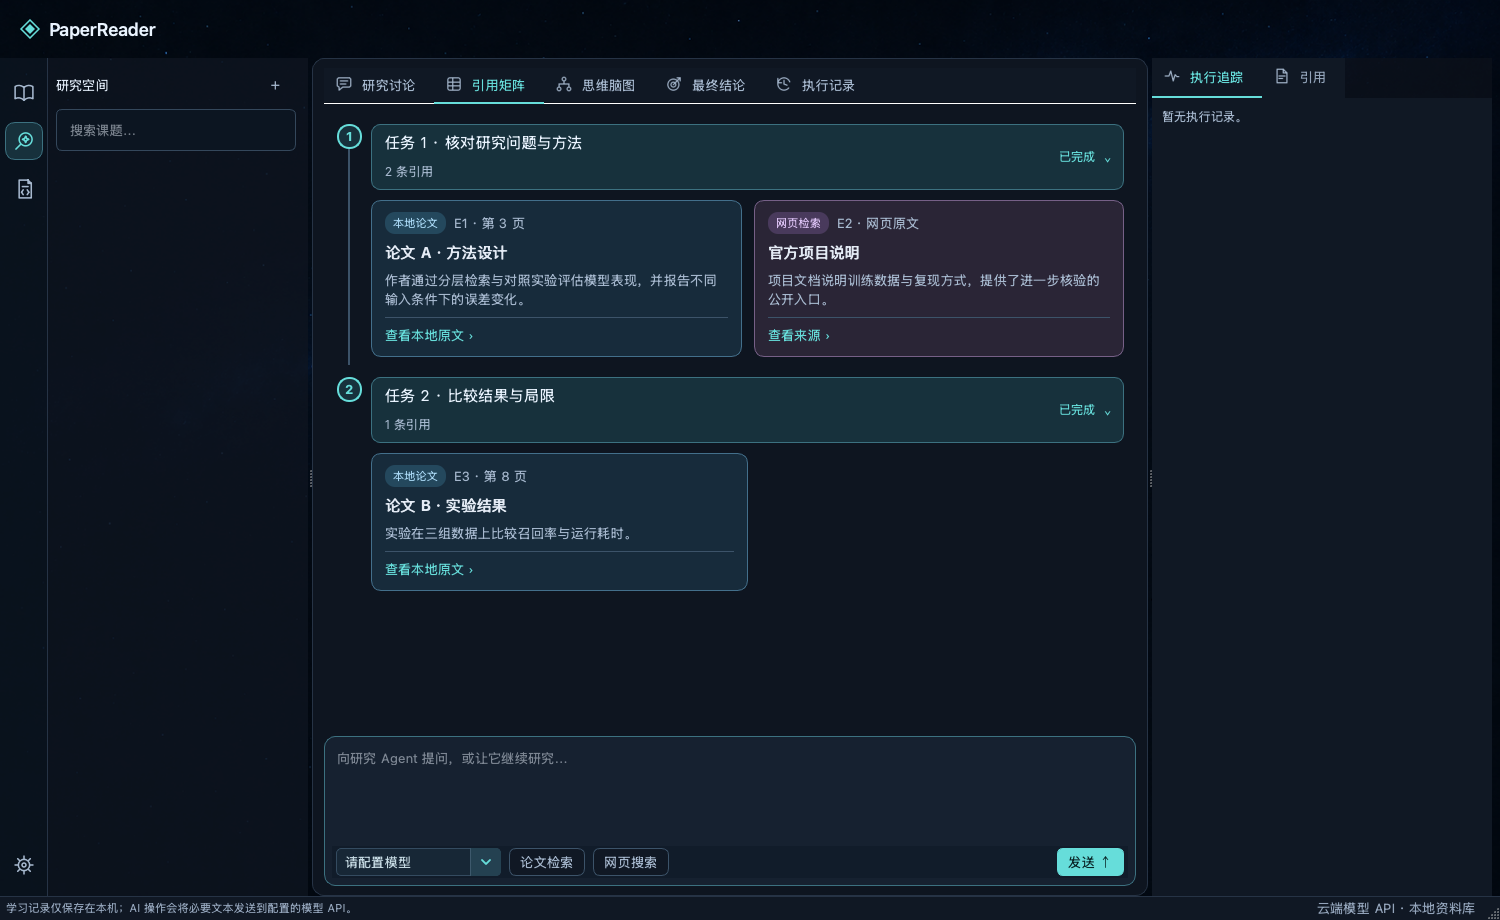 PaperReader
研究空间
+
搜索课题...
研究讨论
引用矩阵
思维脑图
最终结论
执行记录
1
任务 1 · 核对研究问题与方法
2 条引用
已完成
本地论文 E1 · 第 3 页
论文 A · 方法设计
作者通过分层检索与对照实验评估模型表现，并报告不同
输入条件下的误差变化。
查看本地原文 ›
网页检索 E2 · 网页原文
官方项目说明
项目文档说明训练数据与复现方式，提供了进一步核验的
公开入口。
查看来源 ›
2
任务 2 · 比较结果与局限
1 条引用
已完成
本地论文 E3 · 第 8 页
论文 B · 实验结果
实验在三组数据上比较召回率与运行耗时。
查看本地原文 ›
向研究 Agent 提问，或让它继续研究...
请配置模型
论文检索
网页搜索
发送 ↑
执行追踪
引用
暂无执行记录。
学习记录仅保存在本机；AI 操作会将必要文本发送到配置的模型 API。
云端模型 API · 本地资料库